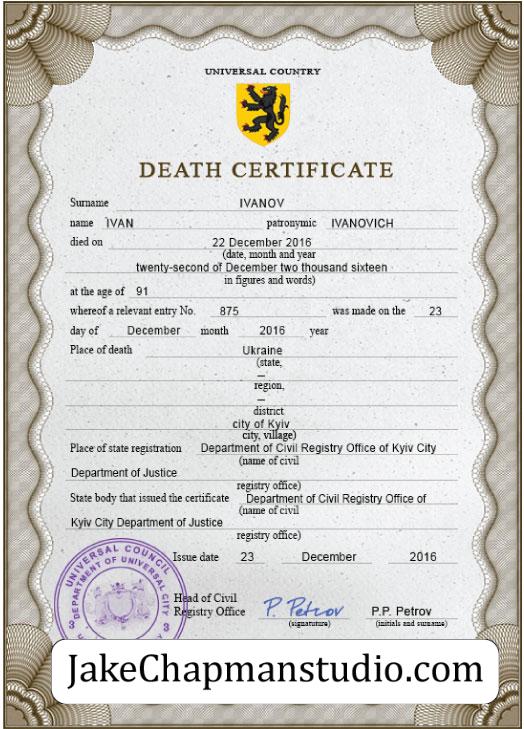 UNIVERSAL COUNTRY
DEATH CERTIFICATE
Surname IVANOV
name IVAN patronymic IVANOVICH
died on 22 December 2016
(date, month and year
twenty-second of December two thousand sixteen
in figures and words)
at the age of 91
whereof a relevant entry No. 875 was made on the 23
day of December month 2016 year
Place of death Ukraine
(state,
—
region,
—
district
city of Kyiv
city, village)
Place of state registration Department of Civil Registry Office of Kyiv City
(name of civil
Department of Justice
registry office)
State body that issued the certificate Department of Civil Registry Office of
(name of civil
Kyiv City Department of Justice
registry office)
Issue date 23 December 2016
UNIVERSAL COUNCIL
DEPARTMENT OF UNIVERSAL CITY
3 3
Head of Civil
Registry Office P. Petrov P.P. Petrov
(signatuture) (initials and surname)
JakeChapmanstudio.com